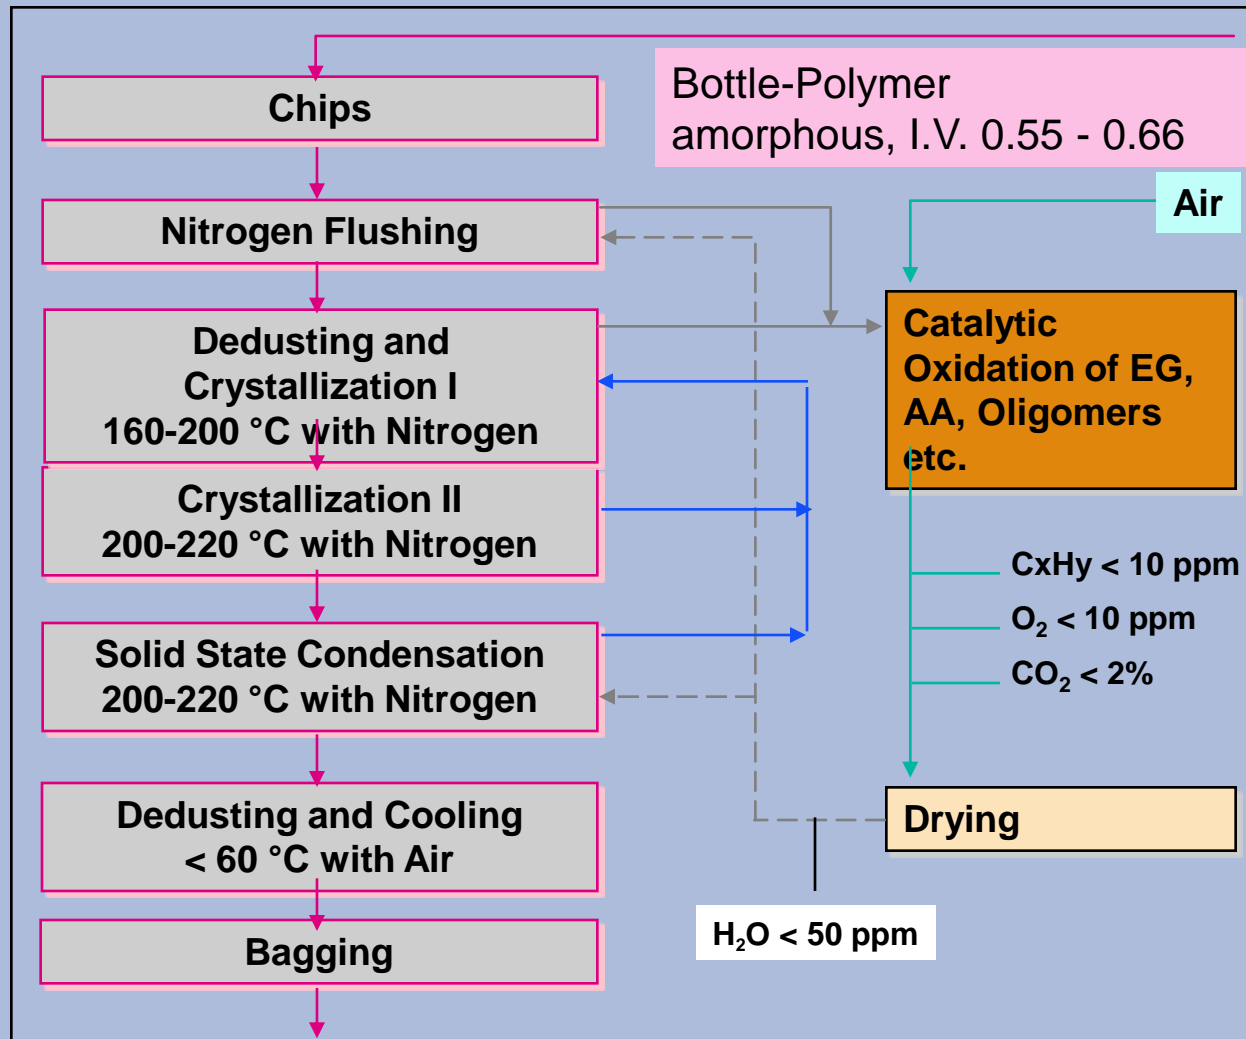 Bottle-Polymer
amorphous, I.V. 0.55 - 0.66
Chips
Nitrogen Flushing
Dedusting and
Crystallization I
160-200 °C with Nitrogen
Crystallization II
200-220 °C with Nitrogen
Solid State Condensation
200-220 °C with Nitrogen
Dedusting and Cooling
< 60 °C with Air
Bagging
Air
Catalytic
Oxidation of EG,
AA, Oligomers
etc.
CxHy < 10 ppm
O₂ < 10 ppm
CO₂ < 2%
Drying
H₂O < 50 ppm